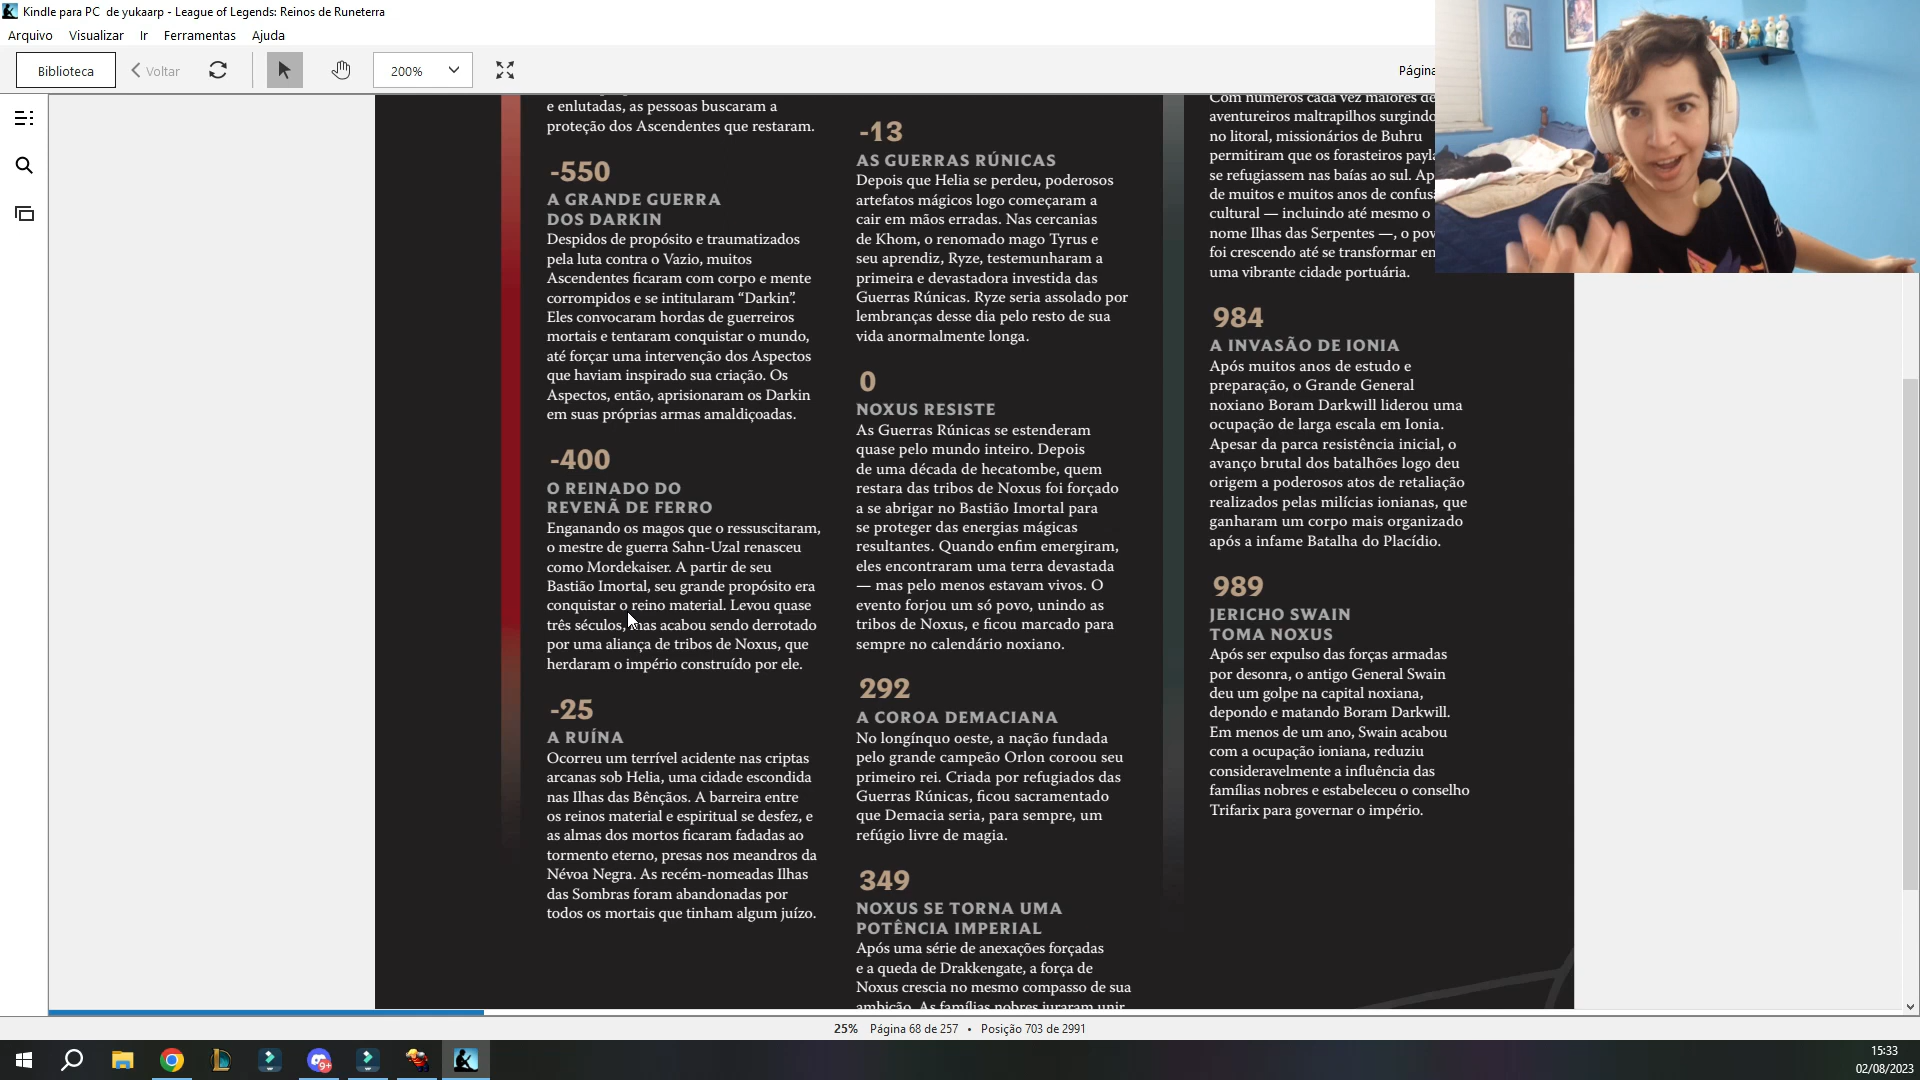 Kindle para PC de yukaarp - League of Legends: Reinos de Runeterra
Arquivo Visualizar Ir Ferramentas Ajuda
Biblioteca
Voltar
200%
Página
e enlutadas, as pessoas buscaram a
proteção dos Ascendentes que restaram.
-550
A GRANDE GUERRA
DOS DARKIN
Despidos de propósito e traumatizados
pela luta contra o Vazio, muitos
Ascendentes ficaram com corpo e mente
corrompidos e se intitularam “Darkin”.
Eles convocaram hordas de guerreiros
mortais e tentaram conquistar o mundo,
até forçar uma intervenção dos Aspectos
que haviam inspirado sua criação. Os
Aspectos, então, aprisionaram os Darkin
em suas próprias armas amaldiçoadas.
-400
O REINADO DO
REVENÃ DE FERRO
Enganando os magos que o ressuscitaram,
o mestre de guerra Sahn-Uzal renasceu
como Mordekaiser. A partir de seu
Bastião Imortal, seu grande propósito era
conquistar o reino material. Levou quase
três séculos, mas acabou sendo derrotado
por uma aliança de tribos de Noxus, que
herdaram o império construído por ele.
-25
A RUÍNA
Ocorreu um terrível acidente nas criptas
arcanas sob Helia, uma cidade escondida
nas Ilhas das Bênçãos. A barreira entre
os reinos material e espiritual se desfez, e
as almas dos mortos ficaram fadadas ao
tormento eterno, presas nos meandros da
Névoa Negra. As recém-nomeadas Ilhas
das Sombras foram abandonadas por
todos os mortais que tinham algum juízo.
-13
AS GUERRAS RÚNICAS
Depois que Helia se perdeu, poderosos
artefatos mágicos logo começaram a
cair em mãos erradas. Nas cercanias
de Khom, o renomado mago Tyrus e
seu aprendiz, Ryze, testemunharam a
primeira e devastadora investida das
Guerras Rúnicas. Ryze seria assolado por
lembranças desse dia pelo resto de sua
vida anormalmente longa.
0
NOXUS RESISTE
As Guerras Rúnicas se estenderam
quase pelo mundo inteiro. Depois
de uma década de hecatombe, quem
restara das tribos de Noxus foi forçado
a se abrigar no Bastião Imortal para
se proteger das energias mágicas
resultantes. Quando enfim emergiram,
eles encontraram uma terra devastada
— mas pelo menos estavam vivos. O
evento forjou um só povo, unindo as
tribos de Noxus, e ficou marcado para
sempre no calendário noxiano.
292
A COROA DEMACIANA
No longínquo oeste, a nação fundada
pelo grande campeão Orlon coroou seu
primeiro rei. Criada por refugiados das
Guerras Rúnicas, ficou sacramentado
que Demacia seria, para sempre, um
refúgio livre de magia.
349
NOXUS SE TORNA UMA
POTÊNCIA IMPERIAL
Após uma série de anexações forçadas
e a queda de Drakkengate, a força de
Noxus crescia no mesmo compasso de sua
ambição. As famílias nobres juraram unir
Com números cada vez maiores de
aventureiros maltrapilhos surgindo
no litoral, missionários de Buhru
permitiram que os forasteiros
se refugiassem nas baías ao sul.
de muitos e muitos anos de
cultural — incluindo até mesmo o
nome Ilhas das Serpentes —, o
foi crescendo até se transformar
uma vibrante cidade portuária.
984
A INVASÃO DE IONIA
Após muitos anos de estudo e
preparação, o Grande General
noxiano Boram Darkwill liderou uma
ocupação de larga escala em Ionia.
Apesar da parca resistência inicial, o
avanço brutal dos batalhões logo deu
origem a poderosos atos de retaliação
realizados pelas milícias ionianas, que
ganharam um corpo mais organizado
após a infame Batalha do Placídio.
989
JERICHO SWAIN
TOMA NOXUS
Após ser expulso das forças armadas
por desonra, o antigo General Swain
deu um golpe na capital noxiana,
depondo e matando Boram Darkwill.
Em menos de um ano, Swain acabou
com a ocupação ioniana, reduziu
consideravelmente a influência das
famílias nobres e estabeleceu o conselho
Trifarix para governar o império.
25% Página 68 de 257 • Posição 703 de 2991
9+
15:33
02/08/2023